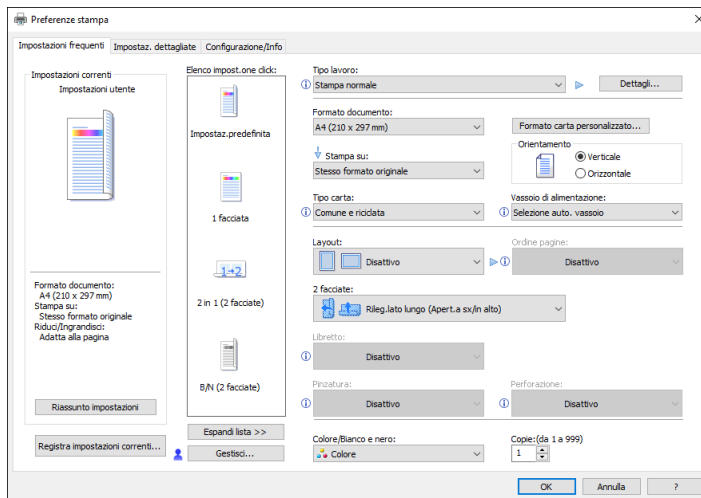 Preferenze stampa
Impostazioni frequenti
Impostaz. dettagliate
Configurazione/Info
Impostazioni correnti
Impostazioni utente
Formato documento:
A4 (210 x 297 mm)
Stampa su:
Stesso formato originale
Riduci/Ingrandisci:
Adatta alla pagina
Riassunto impostazioni
Registra impostazioni correnti...
Elenco impost.one click:
Impostaz.predefinita
1 facciata
1→2
2 in 1 (2 facciate)
B/N (2 facciate)
Espandi lista >>
Gestisci...
Tipo lavoro:
Stampa normale
Dettagli...
Formato documento:
A4 (210 x 297 mm)
Formato carta personalizzato...
Stampa su:
Stesso formato originale
Orientamento
Verticale
Orizzontale
Tipo carta:
Comune e riciclata
Vassoio di alimentazione:
Selezione auto. vassoio
Layout:
Disattivo
Ordine pagine:
Disattivo
2 facciate:
Rileg.lato lungo (Apert.a sx/in alto)
Libretto:
Disattivo
Pinzatura:
Disattivo
Perforazione:
Disattivo
Colore/Bianco e nero:
Colore
Copie:(da 1 a 999)
1
OK
Annulla
?